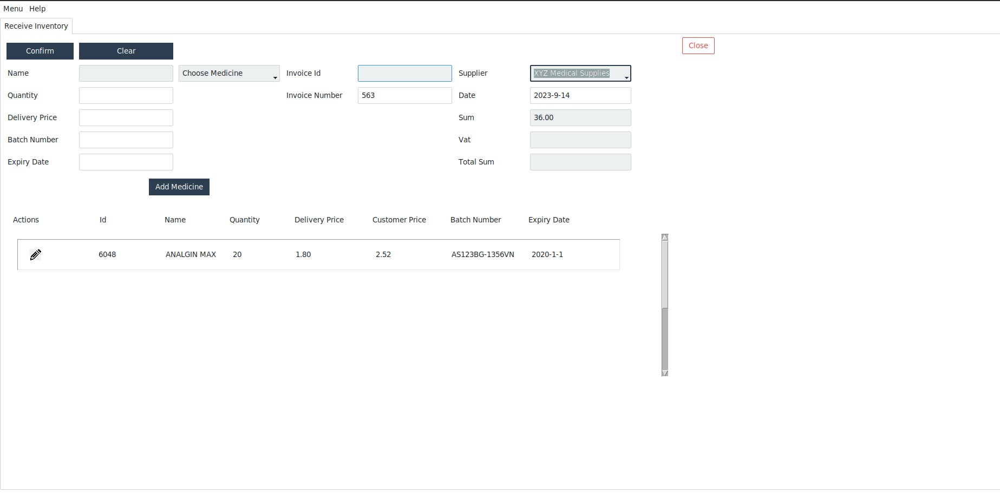 Menu Help
Receive Inventory
Confirm Clear Close
Name Choose Medicine Invoice Id Supplier XYZ Medical Supplies
Quantity Invoice Number 563 Date 2023-9-14
Delivery Price Sum 36.00
Batch Number Vat
Expiry Date Total Sum
Add Medicine
Actions Id Name Quantity Delivery Price Customer Price Batch Number Expiry Date
6048 ANALGIN MAX 20 1.80 2.52 AS123BG-1356VN 2020-1-1